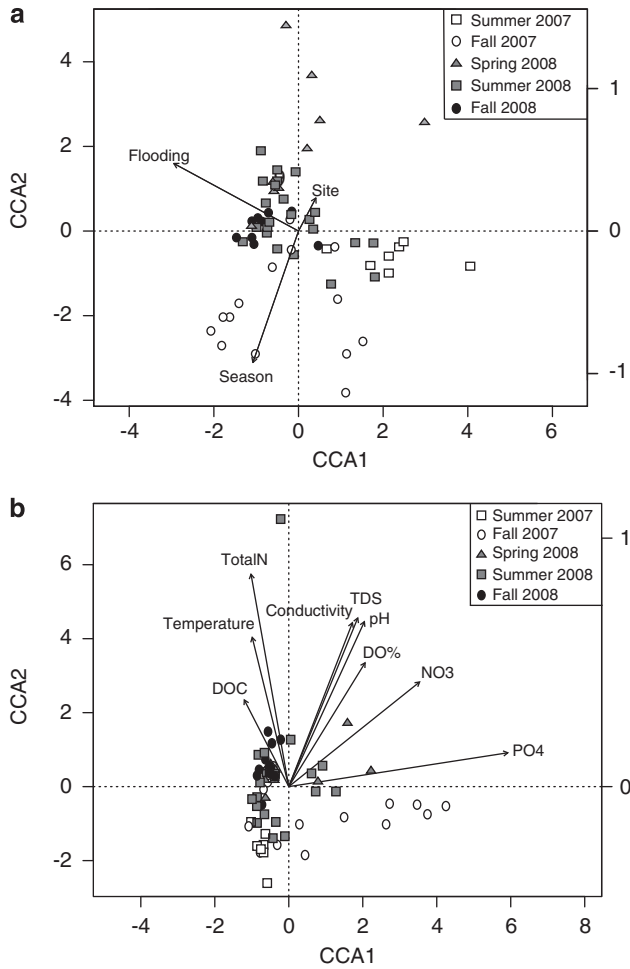 a
Summer 2007
Fall 2007
Spring 2008
Summer 2008
Fall 2008
4
2
0
-2
-4
CCA2
1
0
-1
Flooding
Site
Season
-4
-2
0
2
4
6
CCA1
b
Summer 2007
Fall 2007
Spring 2008
Summer 2008
Fall 2008
6
4
2
0
-2
CCA2
1
0
TotalN
Conductivity
TDS
Temperature
pH
DO%
DOC
NO3
PO4
-4
-2
0
2
4
6
8
CCA1